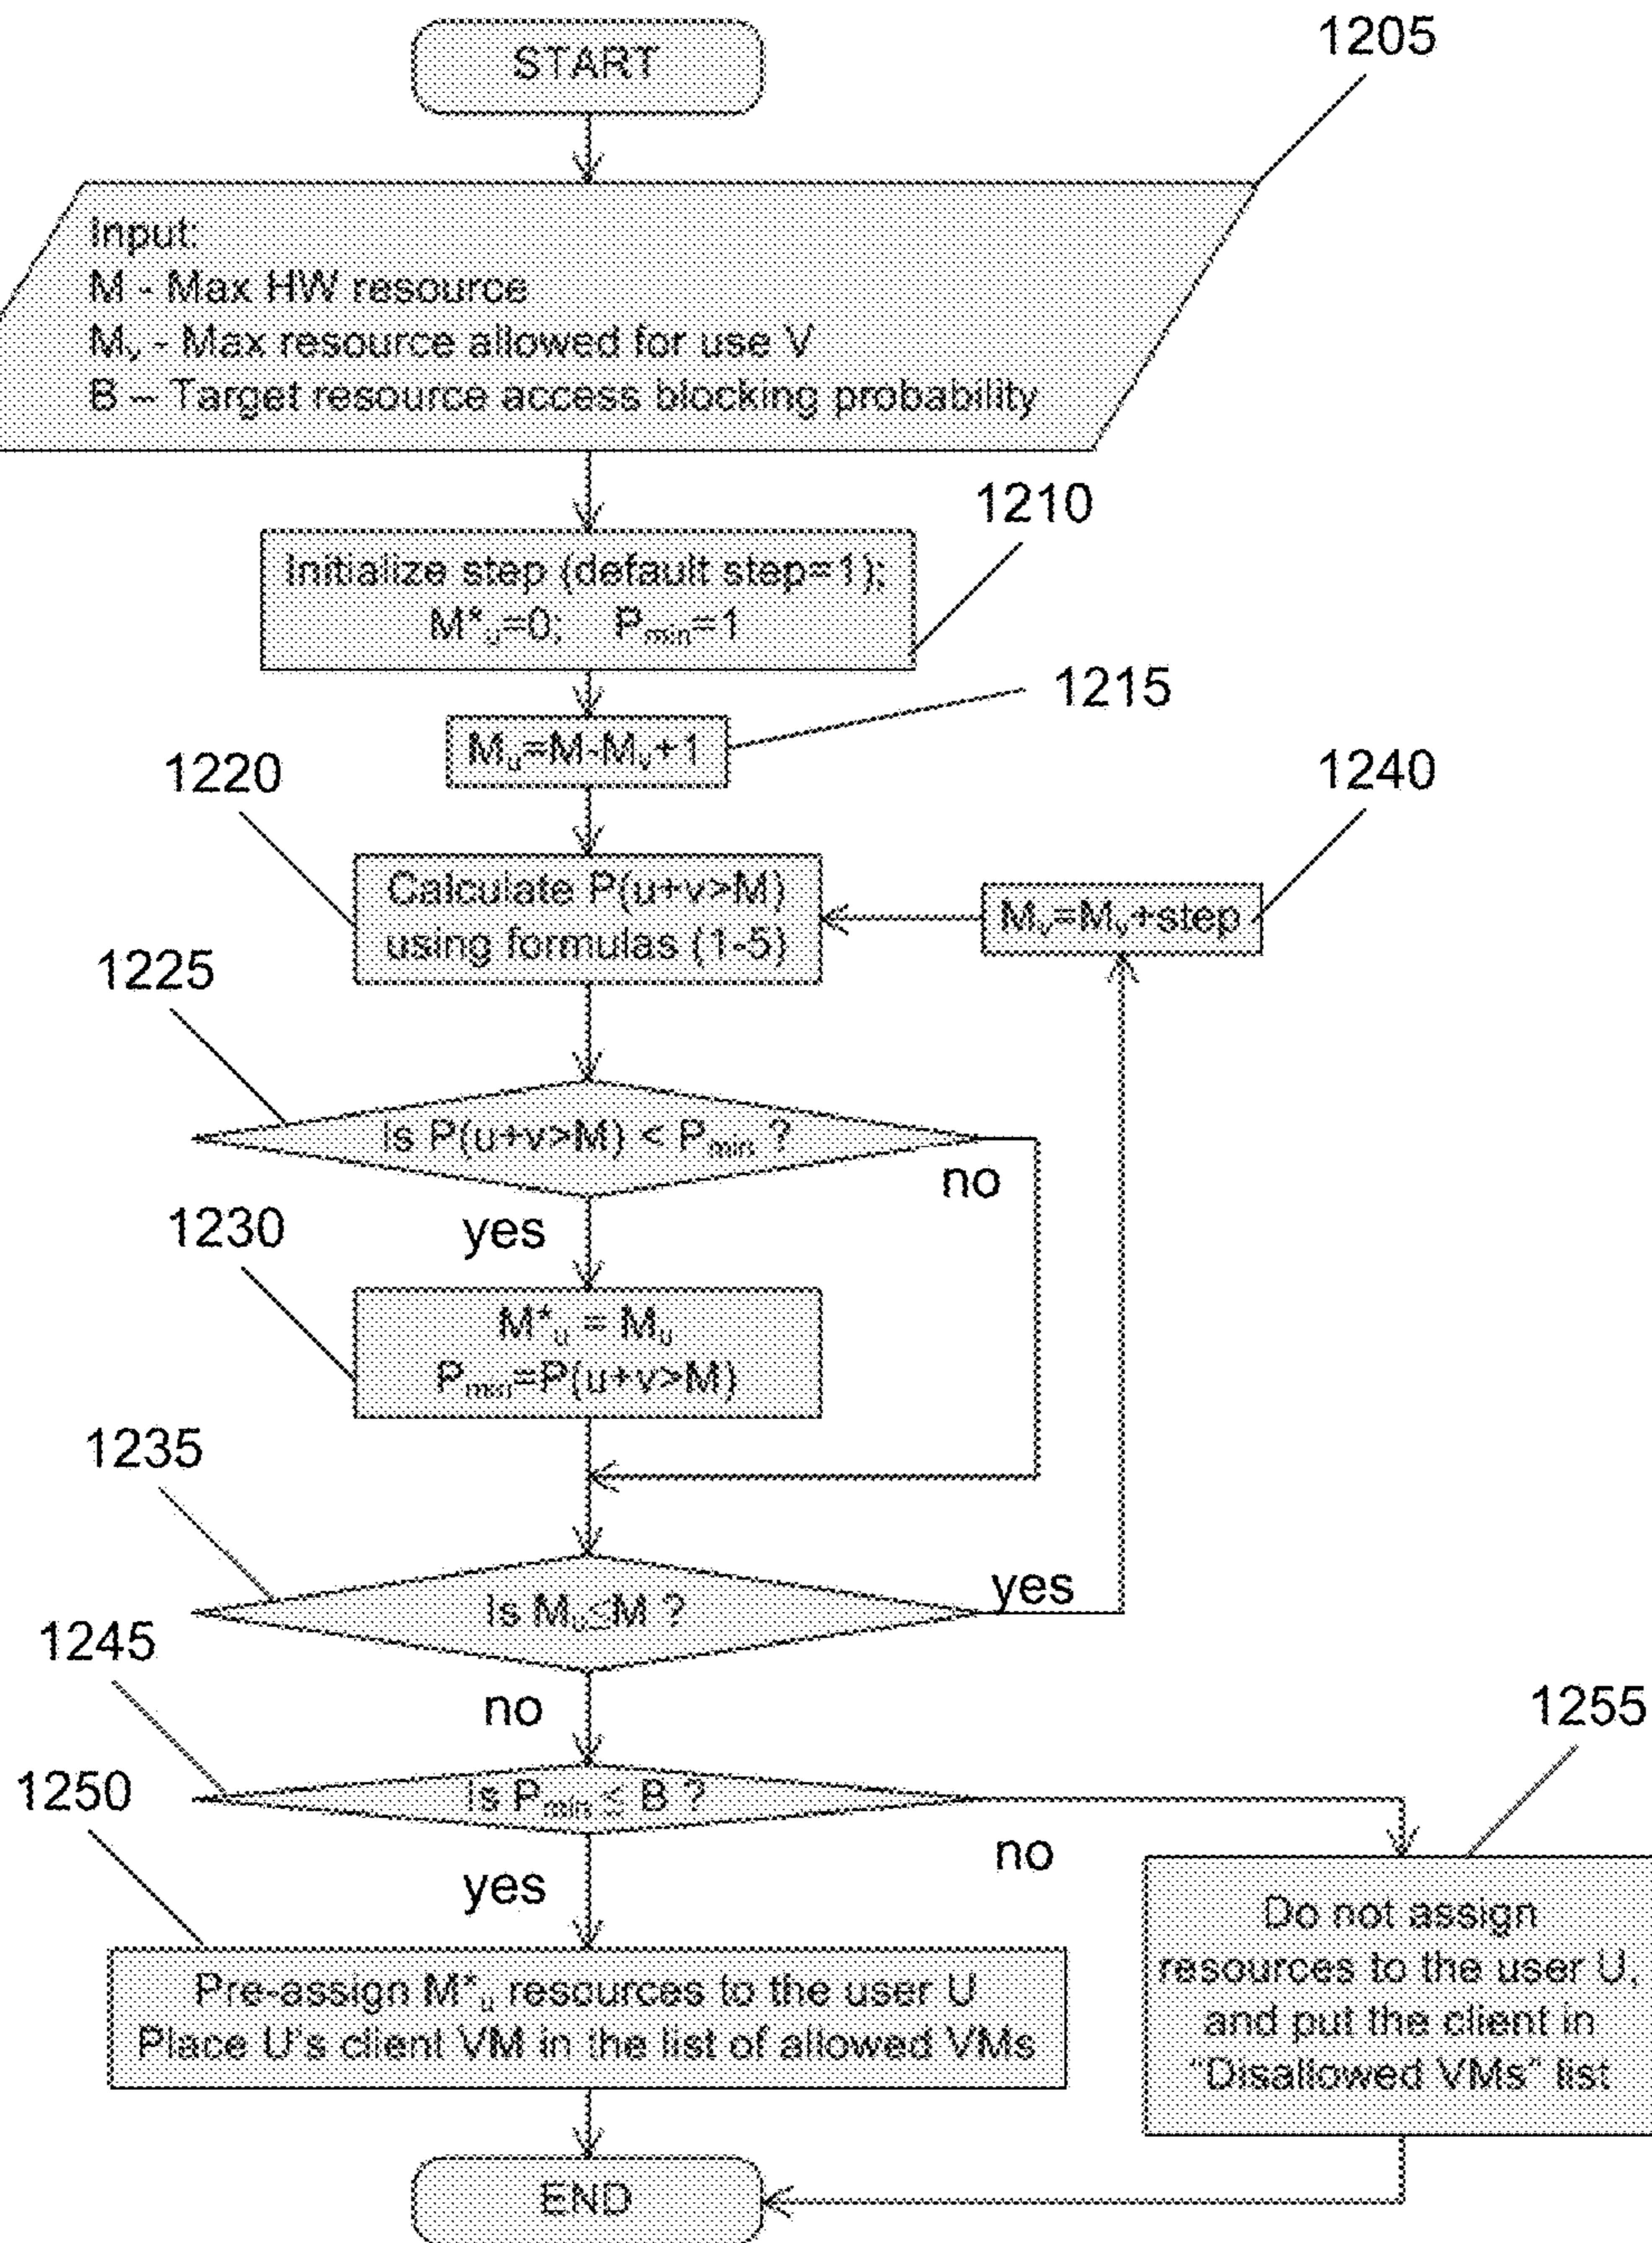 START
1205
Input:
M - Max HW resource
Mv - Max resource allowed for use V
B – Target resource access blocking probability
1210
Initialize step (default step=1);
M*u=0; Pmin=1
1215
Mu=M-Mv+1
1220
1240
Calculate P(u+v>M)
using formulas (1-5)
Mv=Mv+step
1225
Is P(u+v>M) < Pmin ?
no
yes
1230
M*u = Mu
Pmin=P(u+v>M)
1235
Is Mu≤M ?
yes
1245
no
1255
Is Pmin ≤ B ?
1250
no
yes
Do not assign
resources to the user U,
and put the client in
“Disallowed VMs” list
Pre-assign M*u resources to the user U
Place U's client VM in the list of allowed VMs
END